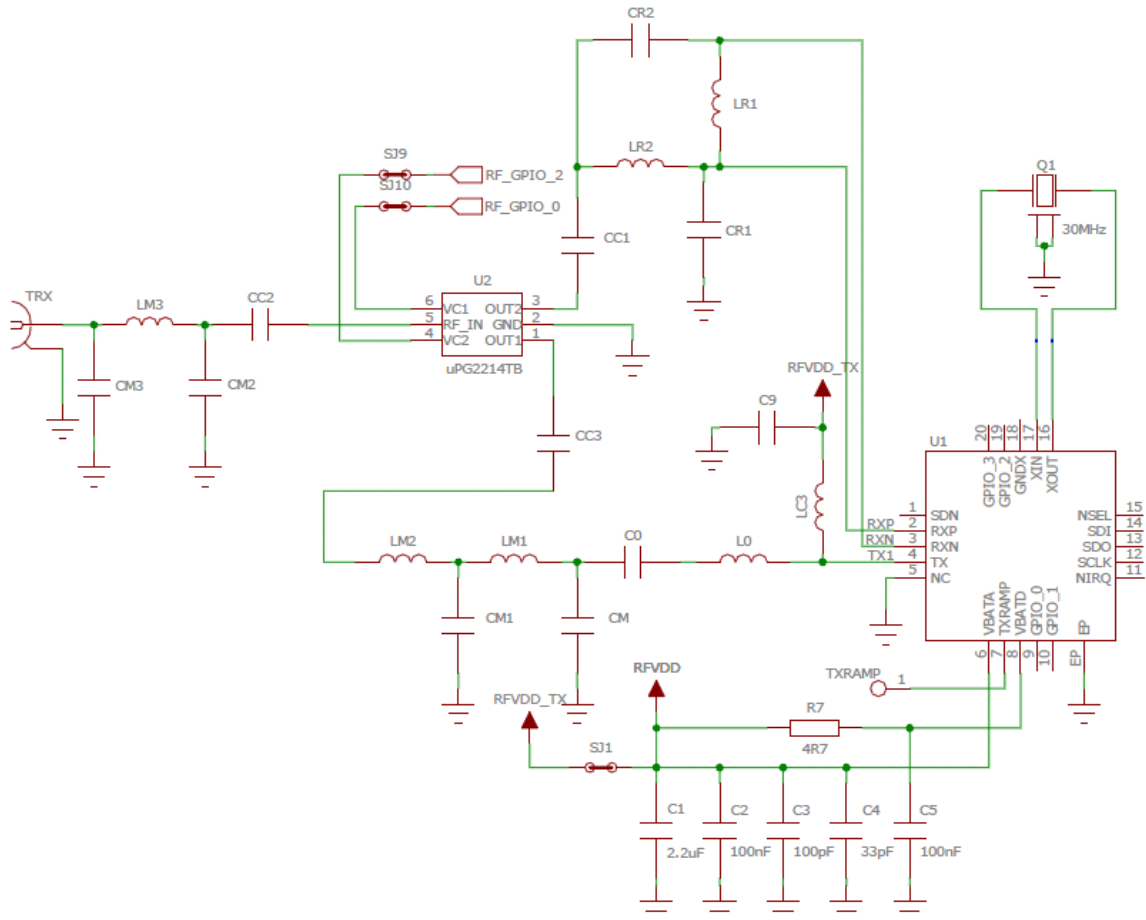 CR2
LR1
LR2
SJ9
RF_GPIO_2
SJ10
RF_GPIO_0
CC1
CR1
Q1
30MHz
TRX
LM3
CC2
U2
6 VC1 OUT2 3
5 RF_IN GND 2
4 VC2 OUT1 1
uPG2214TB
CM3
CM2
RFVDD_TX
C9
CC3
LC3
U1
20 19 18 17 16
GPIO_3 GPIO_2 GNDX XIN XOUT
1 SDN NSEL 15
RXP 2 RXP SDI 14
RXN 3 RXN SDO 13
TX1 4 TX SCLK 12
5 NC NIRQ 11
VBATA TXRAMP VBATD GPIO_0 GPIO_1 EP
6 7 8 9 10 EP
LM2
LM1
C0
L0
CM1
CM
TXRAMP 1
RFVDD
RFVDD_TX
R7
4R7
SJ1
C1
2.2uF
C2
100nF
C3
100pF
C4
33pF
C5
100nF